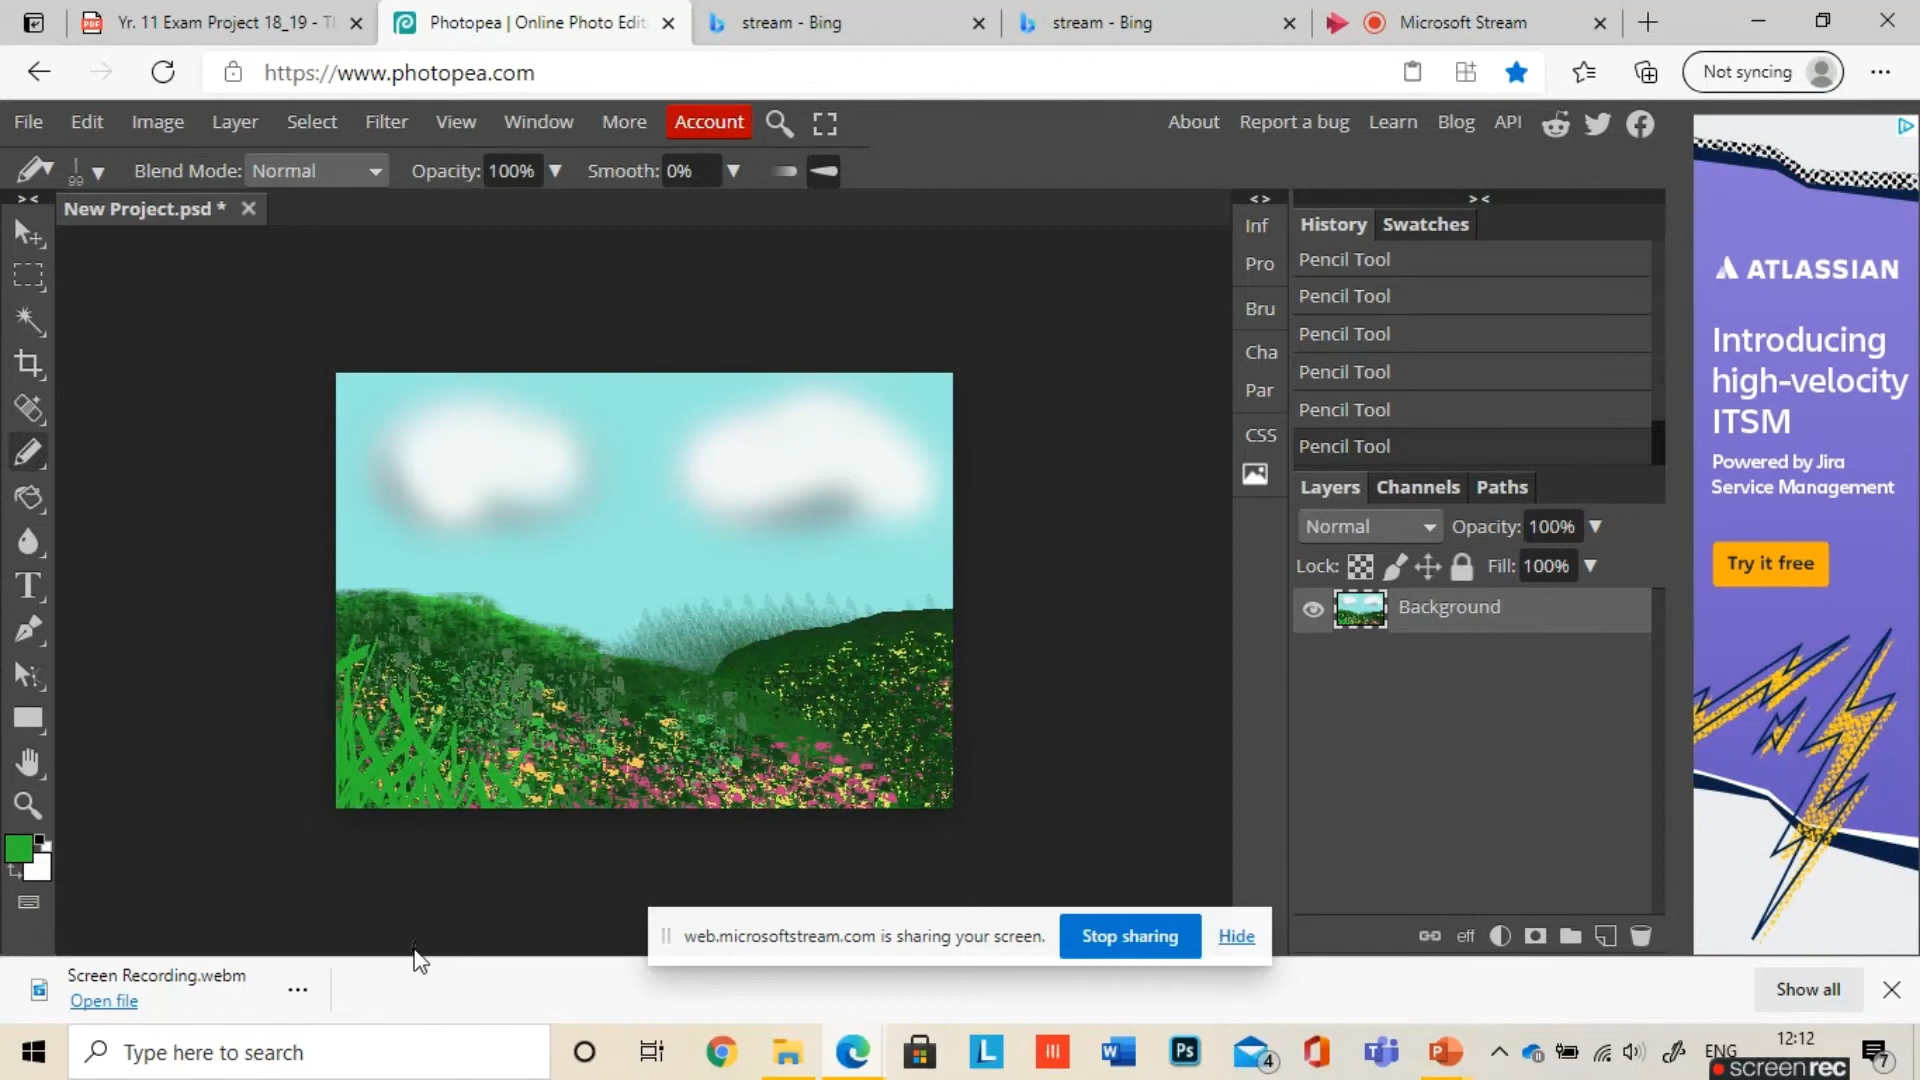 Yr. 11 Exam Project 18_19 - Th
Photopea | Online Photo Edit
stream - Bing
stream - Bing
Microsoft Stream
https://www.photopea.com
Not syncing
File
Edit
Image
Layer
Select
Filter
View
Window
More
Account
About
Report a bug
Learn
Blog
API
99
Blend Mode: Normal
Opacity: 100%
Smooth: 0%
New Project.psd *
Inf
Pro
Bru
Cha
Par
CSS
History
Swatches
Pencil Tool
Pencil Tool
Pencil Tool
Pencil Tool
Pencil Tool
Pencil Tool
Layers
Channels
Paths
Normal
Opacity: 100%
Lock:
Fill: 100%
Background
eff
ATLASSIAN
Introducing
high-velocity
ITSM
Powered by Jira
Service Management
Try it free
web.microsoftstream.com is sharing your screen.
Stop sharing
Hide
Screen Recording.webm
Open file
Show all
Type here to search
4
ENG
12:12
7
screenrec